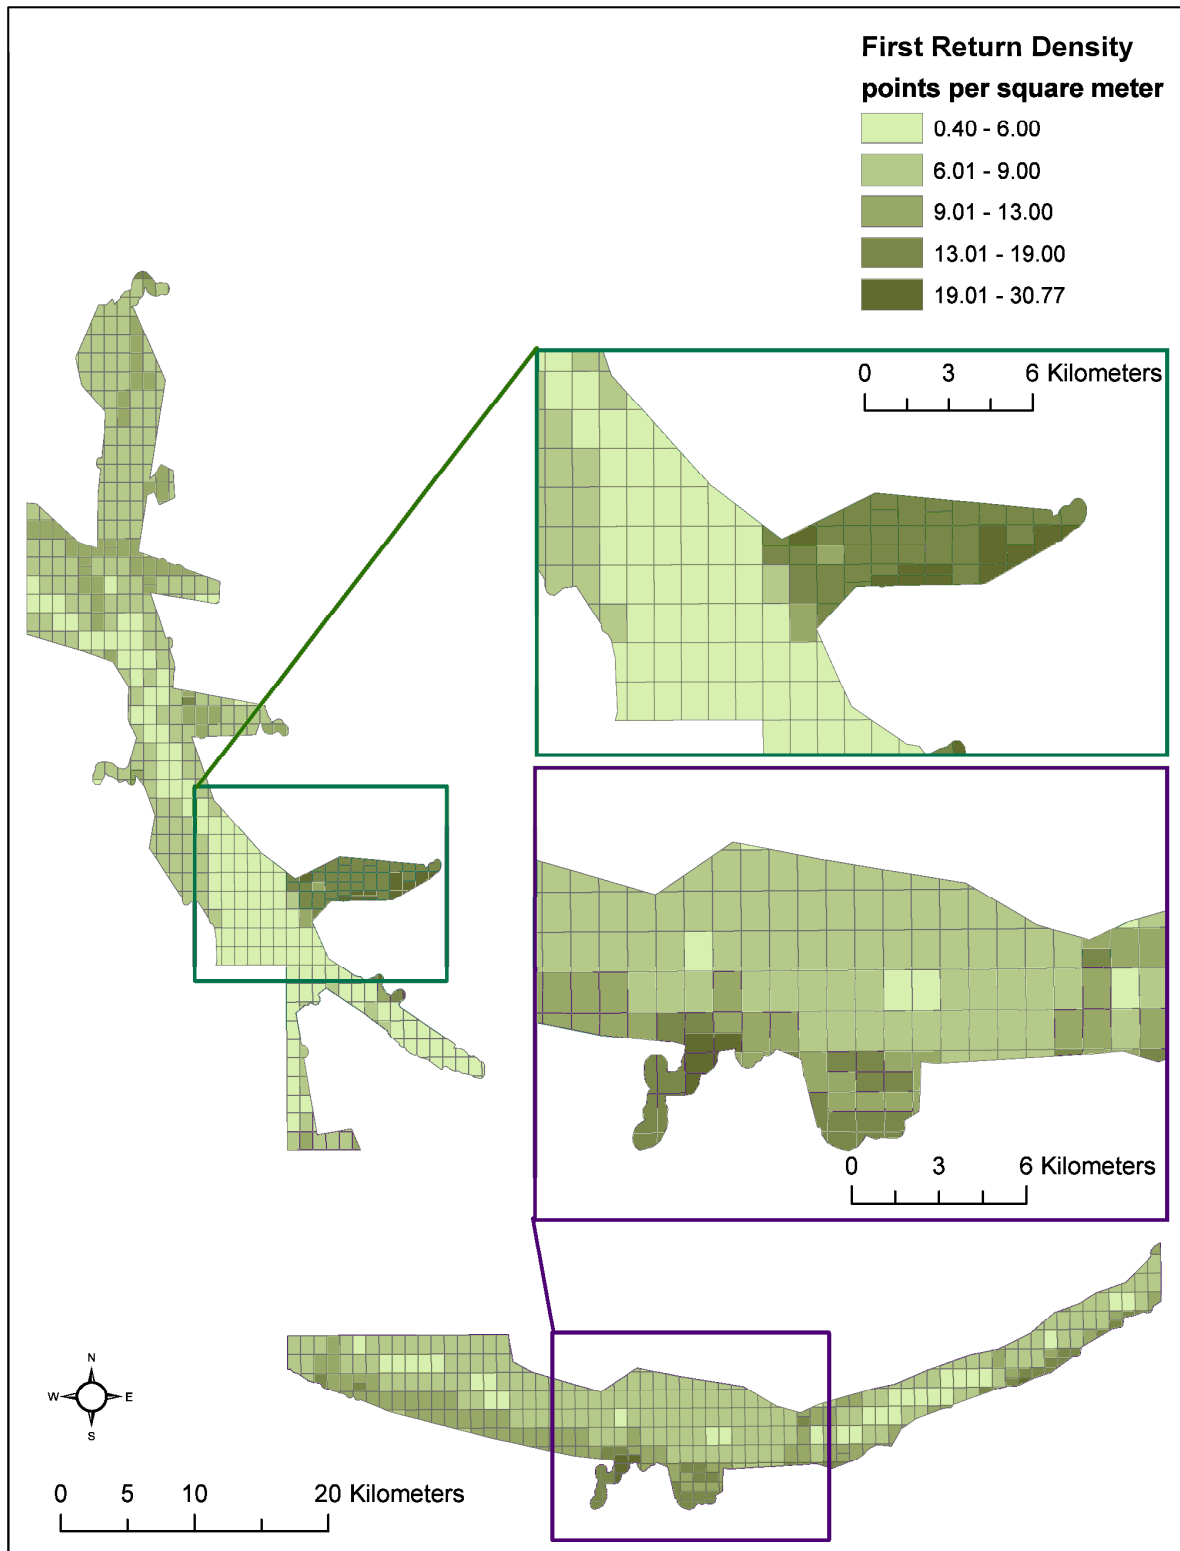 First Return Density
points per square meter
0.40 - 6.00
6.01 - 9.00
9.01 - 13.00
13.01 - 19.00
19.01 - 30.77
0 3 6 Kilometers
0 3 6 Kilometers
N
W E
S
0 5 10 20 Kilometers